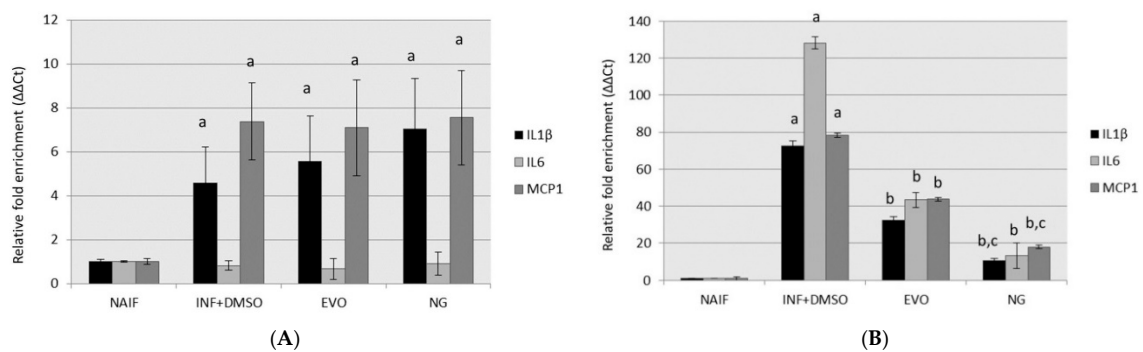 12
10
8
6
4
2
0
Relative fold enrichment (ΔΔCt)
a
a
a
a
a
a
NAIF
INF+DMSO
EVO
NG
IL1β
IL6
MCP1
(A)
140
120
100
80
60
40
20
0
Relative fold enrichment (ΔΔCt)
a
a
a
b
b
b
b,c
b
b,c
NAIF
INF+DMSO
EVO
NG
IL1β
IL6
MCP1
(B)